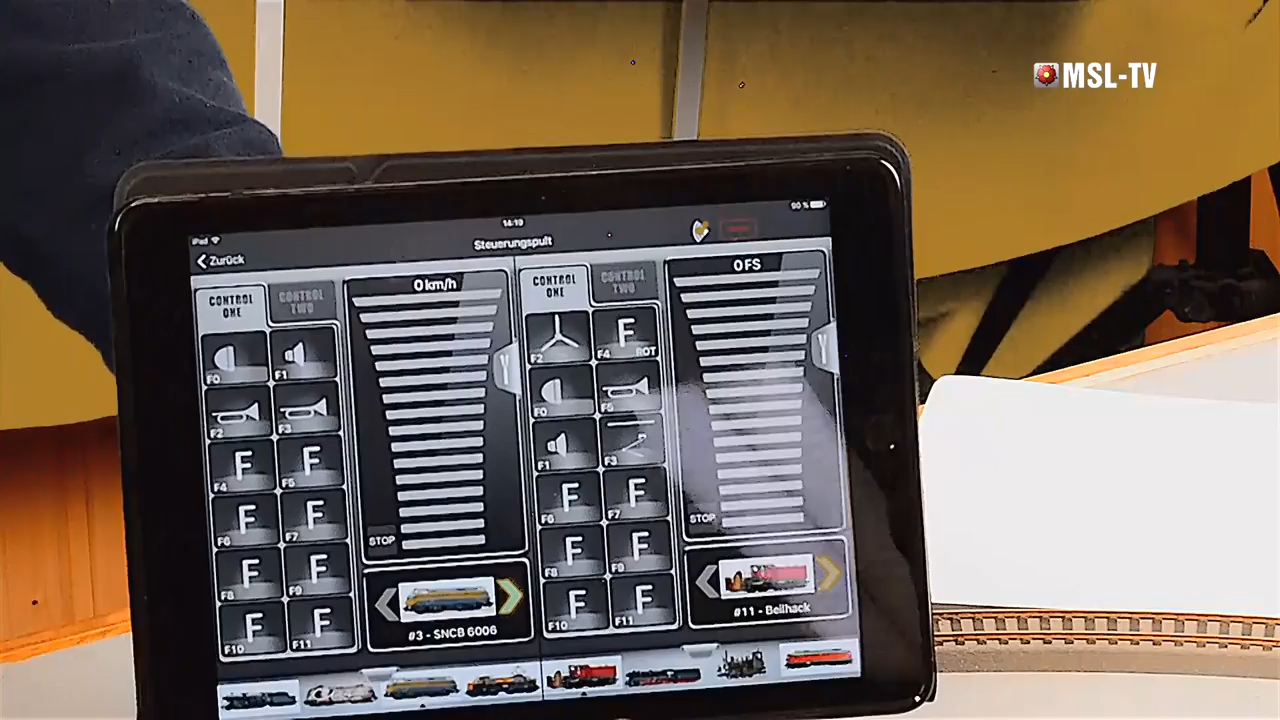 MSL-TV
iPad
14:19
90 %
Steuerungspult
Zurück
CONTROL ONE
CONTROL TWO
0 km/h
CONTROL ONE
CONTROL TWO
0 FS
F0
F1
F2
F3
F4
F5
F6
F7
F8
F9
F10
F11
STOP
#3 - SNCB 6006
F2
F4
ROT
F0
F5
F1
F3
F6
F7
F8
F9
F10
F11
STOP
#11 - Beilhack